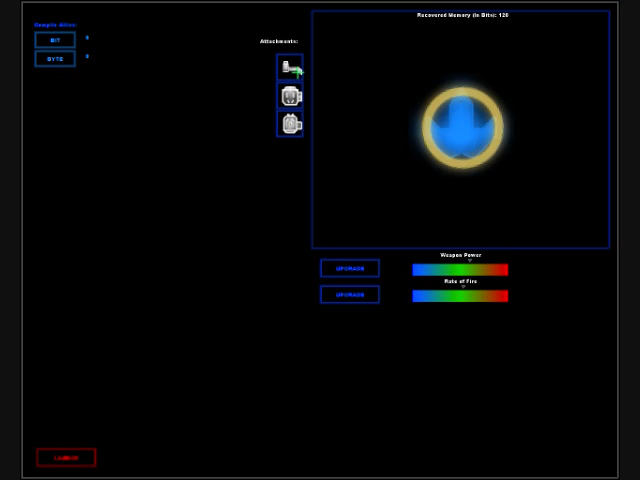 Recovered Memory (In Bits): 120
Compile Allies:
BIT
BYTE
Attachments:
Weapon Power
UPGRADE
Rate of Fire
UPGRADE